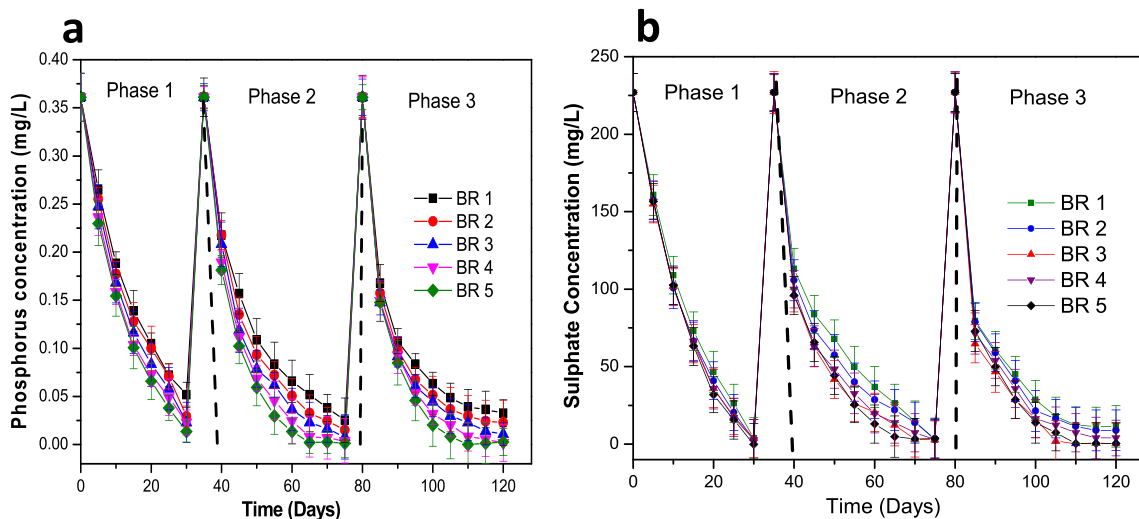 a
Phosphorus concentration (mg/L)
0.40
0.35
0.30
0.25
0.20
0.15
0.10
0.05
0.00
Phase 1
Phase 2
Phase 3
BR 1
BR 2
BR 3
BR 4
BR 5
0
20
40
60
80
100
120
Time (Days)
b
Sulphate Concentration (mg/L)
250
200
150
100
50
0
Phase 1
Phase 2
Phase 3
BR 1
BR 2
BR 3
BR 4
BR 5
0
20
40
60
80
100
120
Time (Days)